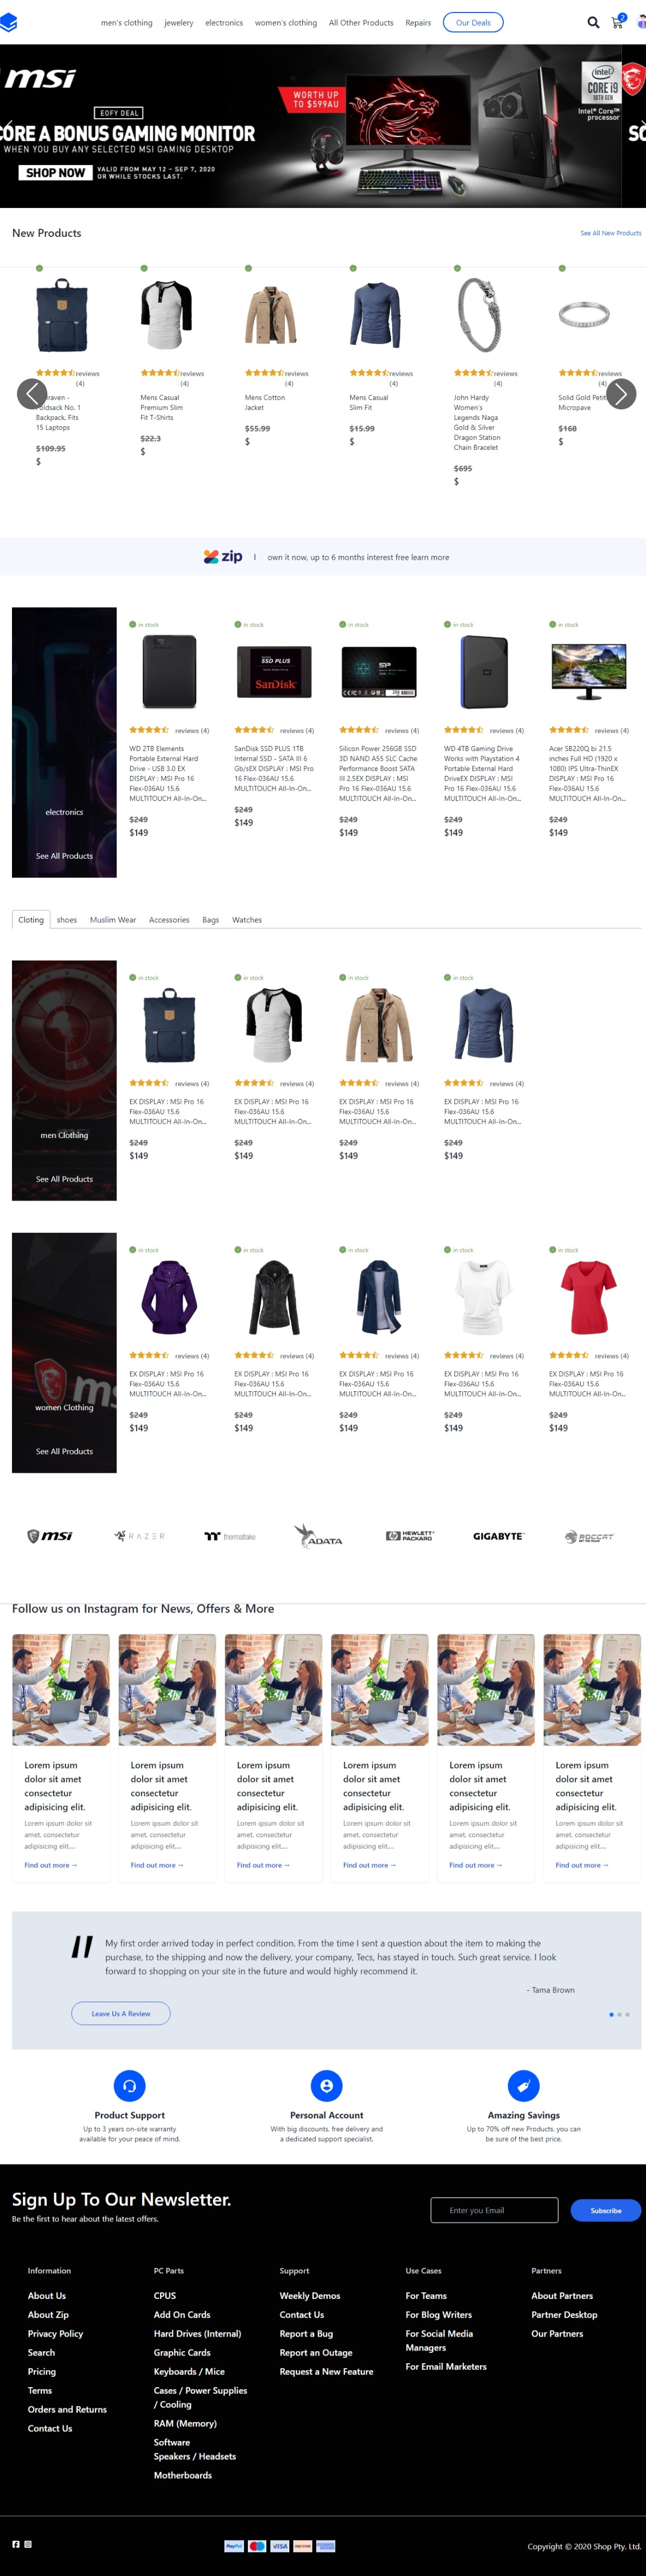 men's clothing jewelery electronics women's clothing All Other Products Repairs Our Deals 2
msi
EOFY DEAL
CORE A BONUS GAMING MONITOR
WHEN YOU BUY ANY SELECTED MSI GAMING DESKTOP
SHOP NOW VALID FROM MAY 12 – SEP 7, 2020
OR WHILE STOCKS LAST.
WORTH UP
TO $599AU
intel
CORE i9
10TH GEN
Intel® Core™
processor
SC
New Products See All New Products
reviews (4)
reviews (4)
reviews (4)
reviews (4)
reviews (4)
reviews (4)
raven -
oldsack No. 1
Backpack, Fits
15 Laptops
$109.95
$
Mens Casual
Premium Slim
Fit T-Shirts
$22.3
$
Mens Cotton
Jacket
$55.99
$
Mens Casual
Slim Fit
$15.99
$
John Hardy
Women's
Legends Naga
Gold & Silver
Dragon Station
Chain Bracelet
$695
$
Solid Gold Petit
Micropave
$168
$
zip | own it now, up to 6 months interest free learn more
electronics
See All Products
in stock
reviews (4)
WD 2TB Elements
Portable External Hard
Drive - USB 3.0 EX
DISPLAY : MSI Pro 16
Flex-036AU 15.6
MULTITOUCH All-In-On...
$249
$149
in stock
SSD PLUS
SanDisk
reviews (4)
SanDisk SSD PLUS 1TB
Internal SSD - SATA III 6
Gb/sEX DISPLAY : MSI Pro
16 Flex-036AU 15.6
MULTITOUCH All-In-On...
$249
$149
in stock
SP
reviews (4)
Silicon Power 256GB SSD
3D NAND A55 SLC Cache
Performance Boost SATA
III 2.5EX DISPLAY : MSI
Pro 16 Flex-036AU 15.6
MULTITOUCH All-In-On...
$249
$149
in stock
WD
reviews (4)
WD 4TB Gaming Drive
Works with Playstation 4
Portable External Hard
DriveEX DISPLAY : MSI
Pro 16 Flex-036AU 15.6
MULTITOUCH All-In-On...
$249
$149
in stock
reviews (4)
Acer SB220Q bi 21.5
inches Full HD (1920 x
1080) IPS Ultra-ThinEX
DISPLAY : MSI Pro 16
Flex-036AU 15.6
MULTITOUCH All-In-On...
$249
$149
Cloting shoes Muslim Wear Accessories Bags Watches
men Clothing
See All Products
in stock
reviews (4)
EX DISPLAY : MSI Pro 16
Flex-036AU 15.6
MULTITOUCH All-In-On...
$249
$149
in stock
reviews (4)
EX DISPLAY : MSI Pro 16
Flex-036AU 15.6
MULTITOUCH All-In-On...
$249
$149
in stock
reviews (4)
EX DISPLAY : MSI Pro 16
Flex-036AU 15.6
MULTITOUCH All-In-On...
$249
$149
in stock
reviews (4)
EX DISPLAY : MSI Pro 16
Flex-036AU 15.6
MULTITOUCH All-In-On...
$249
$149
women Clothing
See All Products
in stock
reviews (4)
EX DISPLAY : MSI Pro 16
Flex-036AU 15.6
MULTITOUCH All-In-On...
$249
$149
in stock
reviews (4)
EX DISPLAY : MSI Pro 16
Flex-036AU 15.6
MULTITOUCH All-In-On...
$249
$149
in stock
reviews (4)
EX DISPLAY : MSI Pro 16
Flex-036AU 15.6
MULTITOUCH All-In-On...
$249
$149
in stock
reviews (4)
EX DISPLAY : MSI Pro 16
Flex-036AU 15.6
MULTITOUCH All-In-On...
$249
$149
in stock
reviews (4)
EX DISPLAY : MSI Pro 16
Flex-036AU 15.6
MULTITOUCH All-In-On...
$249
$149
msi RAZER thermaltake ADATA hp HEWLETT PACKARD GIGABYTE ROCCAT
Follow us on Instagram for News, Offers & More
Lorem ipsum
dolor sit amet
consectetur
adipisicing elit.
Lorem ipsum dolor sit
amet, consectetur
adipisicing elit....
Find out more →
Lorem ipsum
dolor sit amet
consectetur
adipisicing elit.
Lorem ipsum dolor sit
amet, consectetur
adipisicing elit....
Find out more →
Lorem ipsum
dolor sit amet
consectetur
adipisicing elit.
Lorem ipsum dolor sit
amet, consectetur
adipisicing elit....
Find out more →
Lorem ipsum
dolor sit amet
consectetur
adipisicing elit.
Lorem ipsum dolor sit
amet, consectetur
adipisicing elit....
Find out more →
Lorem ipsum
dolor sit amet
consectetur
adipisicing elit.
Lorem ipsum dolor sit
amet, consectetur
adipisicing elit....
Find out more →
Lorem ipsum
dolor sit amet
consectetur
adipisicing elit.
Lorem ipsum dolor sit
amet, consectetur
adipisicing elit....
Find out more →
"
My first order arrived today in perfect condition. From the time I sent a question about the item to making the
purchase, to the shipping and now the delivery, your company, Tecs, has stayed in touch. Such great service. I look
forward to shopping on your site in the future and would highly recommend it.
- Tama Brown
Leave Us A Review
Product Support
Up to 3 years on-site warranty
available for your peace of mind.
Personal Account
With big discounts, free delivery and
a dedicated support specialist.
Amazing Savings
Up to 70% off new Products, you can
be sure of the best price.
Sign Up To Our Newsletter.
Be the first to hear about the latest offers.
Enter you Email Subscribe
Information
About Us
About Zip
Privacy Policy
Search
Pricing
Terms
Orders and Returns
Contact Us
PC Parts
CPUS
Add On Cards
Hard Drives (Internal)
Graphic Cards
Keyboards / Mice
Cases / Power Supplies
/ Cooling
RAM (Memory)
Software
Speakers / Headsets
Motherboards
Support
Weekly Demos
Contact Us
Report a Bug
Report an Outage
Request a New Feature
Use Cases
For Teams
For Blog Writers
For Social Media
Managers
For Email Marketers
Partners
About Partners
Partner Desktop
Our Partners
PayPal VISA DISCOVER
Copyright © 2020 Shop Pty. Ltd.